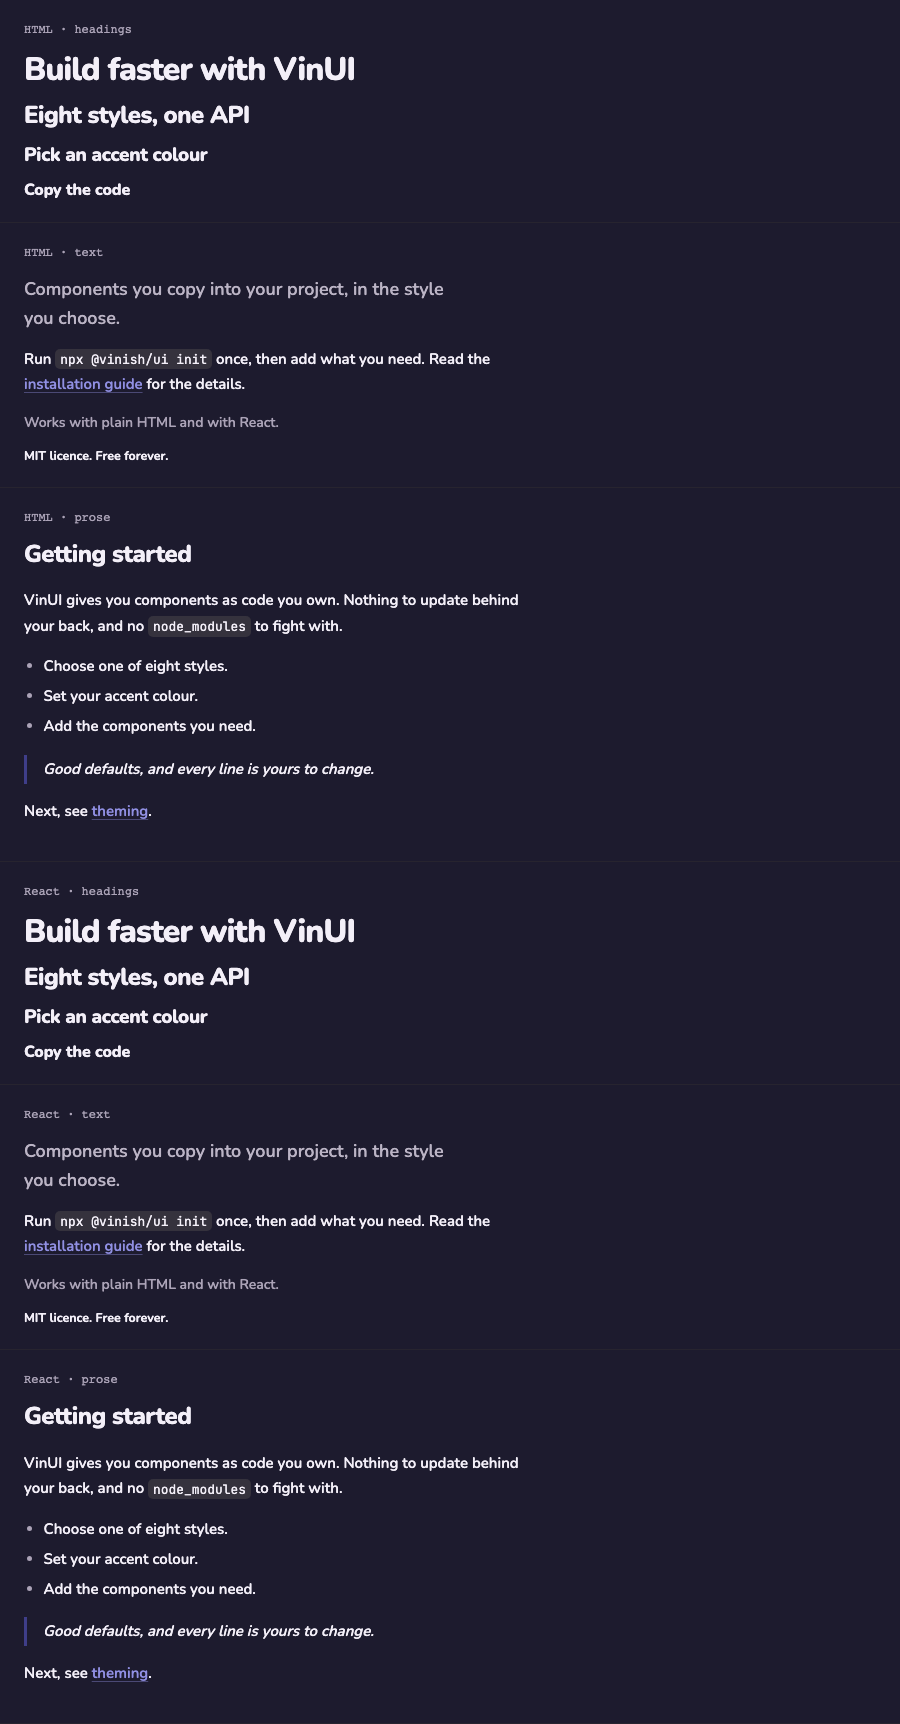 HTML · headings
Build faster with VinUI
Eight styles, one API
Pick an accent colour
Copy the code
HTML · text
Components you copy into your project, in the style
you choose.
Run npx @vinish/ui init once, then add what you need. Read the
installation guide for the details.
Works with plain HTML and with React.
MIT licence. Free forever.
HTML · prose
Getting started
VinUI gives you components as code you own. Nothing to update behind
your back, and no node_modules to fight with.
• Choose one of eight styles.
• Set your accent colour.
• Add the components you need.
Good defaults, and every line is yours to change.
Next, see theming.
React · headings
Build faster with VinUI
Eight styles, one API
Pick an accent colour
Copy the code
React · text
Components you copy into your project, in the style
you choose.
Run npx @vinish/ui init once, then add what you need. Read the
installation guide for the details.
Works with plain HTML and with React.
MIT licence. Free forever.
React · prose
Getting started
VinUI gives you components as code you own. Nothing to update behind
your back, and no node_modules to fight with.
• Choose one of eight styles.
• Set your accent colour.
• Add the components you need.
Good defaults, and every line is yours to change.
Next, see theming.